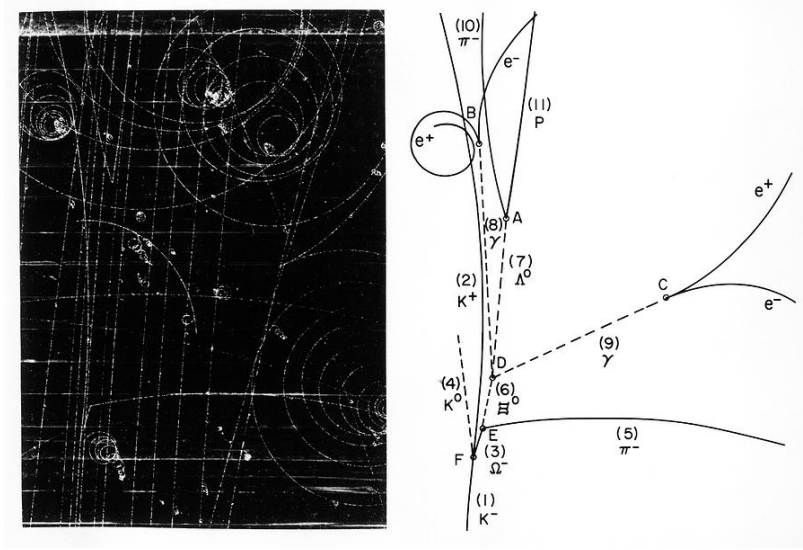 (10)
π⁻
e⁻
(11)
P
B
e+
A
(8)
γ
(7)
Λ⁰
(2)
K+
e+
C
e⁻
(9)
γ
D
(4)
K⁰
(6)
Ξ⁰
E
(5)
π⁻
F
(3)
Ω⁻
(1)
K⁻